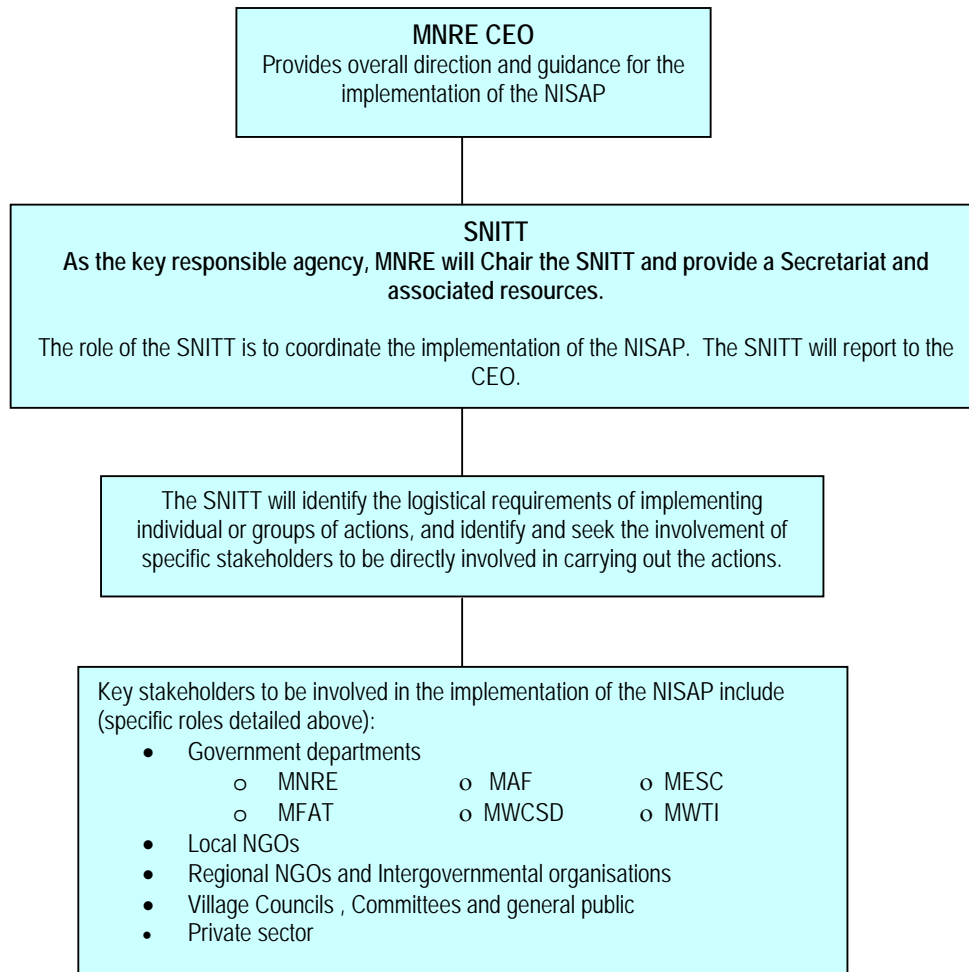 MNRE CEO
Provides overall direction and guidance for the
implementation of the NISAP
SNITT
As the key responsible agency, MNRE will Chair the SNITT and provide a Secretariat and
associated resources.
The role of the SNITT is to coordinate the implementation of the NISAP. The SNITT will report to the
CEO.
The SNITT will identify the logistical requirements of implementing
individual or groups of actions, and identify and seek the involvement of
specific stakeholders to be directly involved in carrying out the actions.
Key stakeholders to be involved in the implementation of the NISAP include
(specific roles detailed above):
• Government departments
o MNRE o MAF o MESC
o MFAT o MWCSD o MWTI
• Local NGOs
• Regional NGOs and Intergovernmental organisations
• Village Councils , Committees and general public
• Private sector